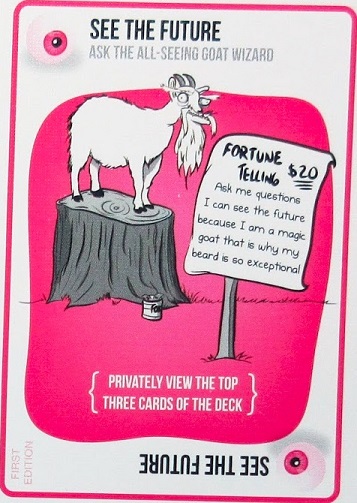 SEE THE FUTURE
ASK THE ALL-SEEING GOAT WIZARD
FORTUNE
TELLING $20
Ask me questions
I can see the future
because I am a magic
goat that is why my
beard is so exceptional
PRIVATELY VIEW THE TOP
THREE CARDS OF THE DECK
FIRST
EDITION
SEE THE FUTURE